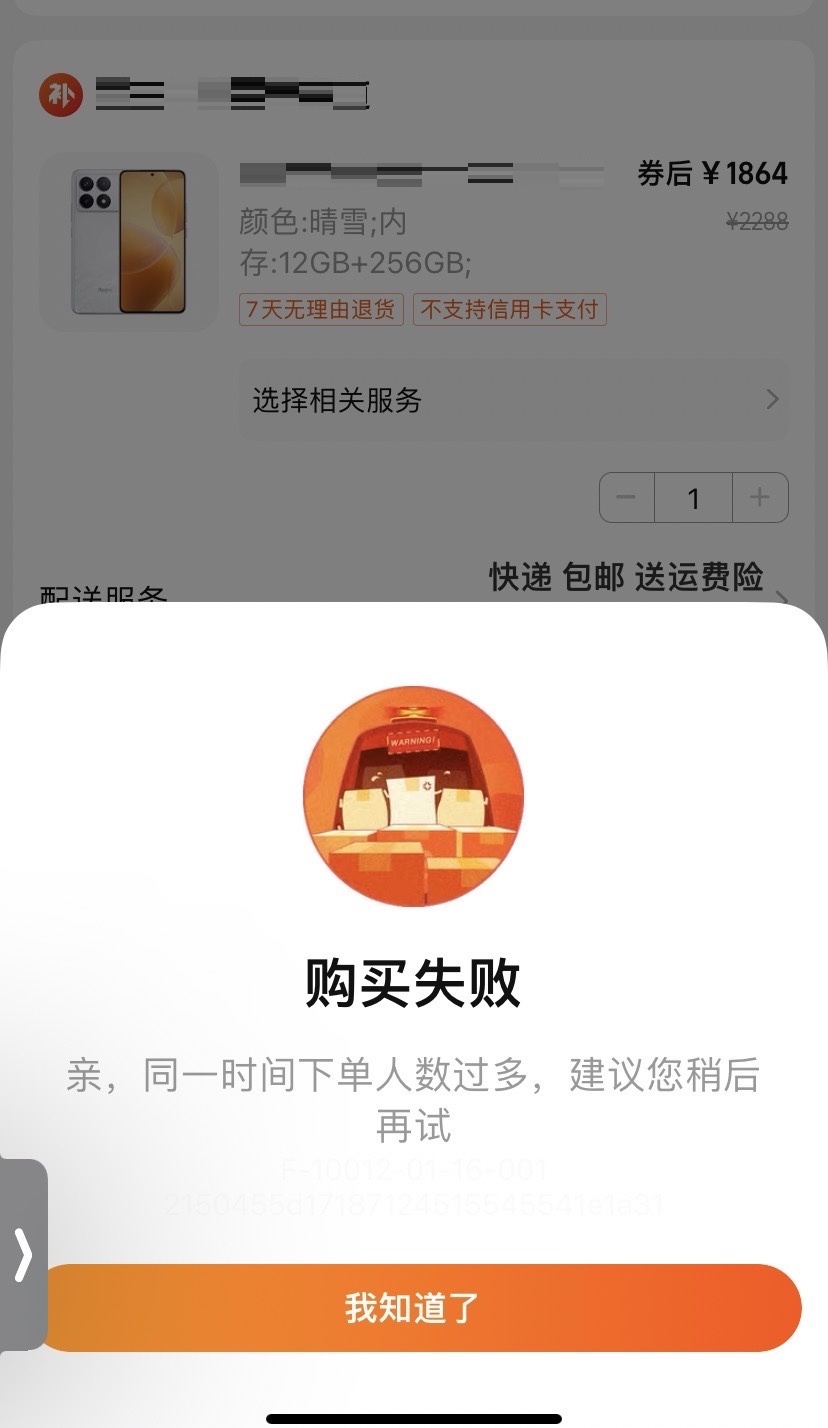 补
券后 ¥1864
¥2288
颜色:晴雪;内
存:12GB+256GB;
7天无理由退货 不支持信用卡支付
选择相关服务
1
快递 包邮 送运费险
配送服务
WARNING!
购买失败
亲，同一时间下单人数过多，建议您稍后
再试
F-10012-01-16-001
我知道了